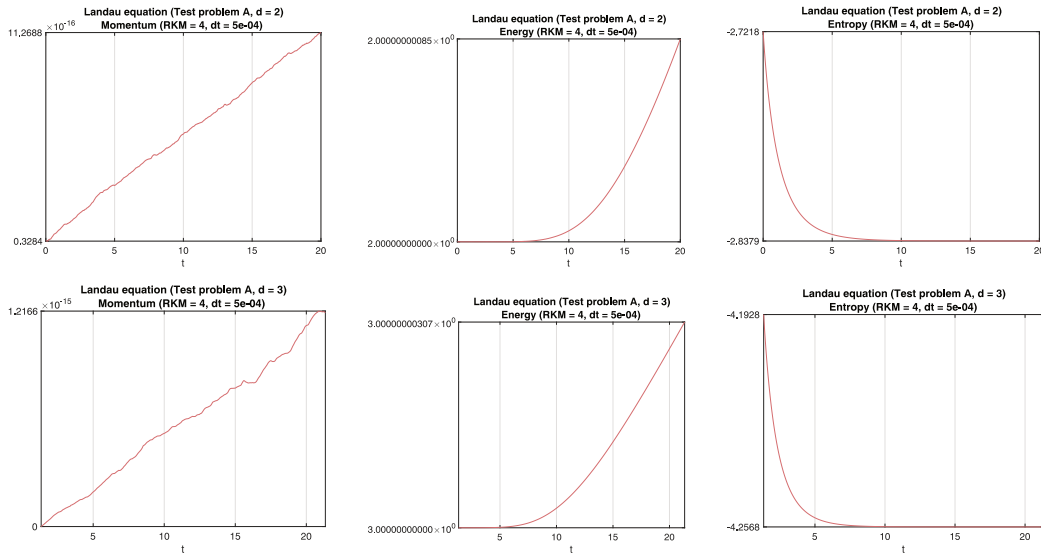 Landau equation (Test problem A, d = 2)
Momentum (RKM = 4, dt = 5e-04)
×10⁻¹⁶
11,2688
0.3284
0 5 10 15 20
t
Landau equation (Test problem A, d = 2)
Energy (RKM = 4, dt = 5e-04)
2.00000000085×10⁰
2.00000000000×10⁰
0 5 10 15 20
t
Landau equation (Test problem A, d = 2)
Entropy (RKM = 4, dt = 5e-04)
-2,7218
-2.8379
0 5 10 15 20
t
Landau equation (Test problem A, d = 3)
Momentum (RKM = 4, dt = 5e-04)
×10⁻¹⁵
1,2166
0
5 10 15 20
t
Landau equation (Test problem A, d = 3)
Energy (RKM = 4, dt = 5e-04)
3.00000000307×10⁰
3.00000000000×10⁰
5 10 15 20
t
Landau equation (Test problem A, d = 3)
Entropy (RKM = 4, dt = 5e-04)
-4,1928
-4,2568
5 10 15 20
t